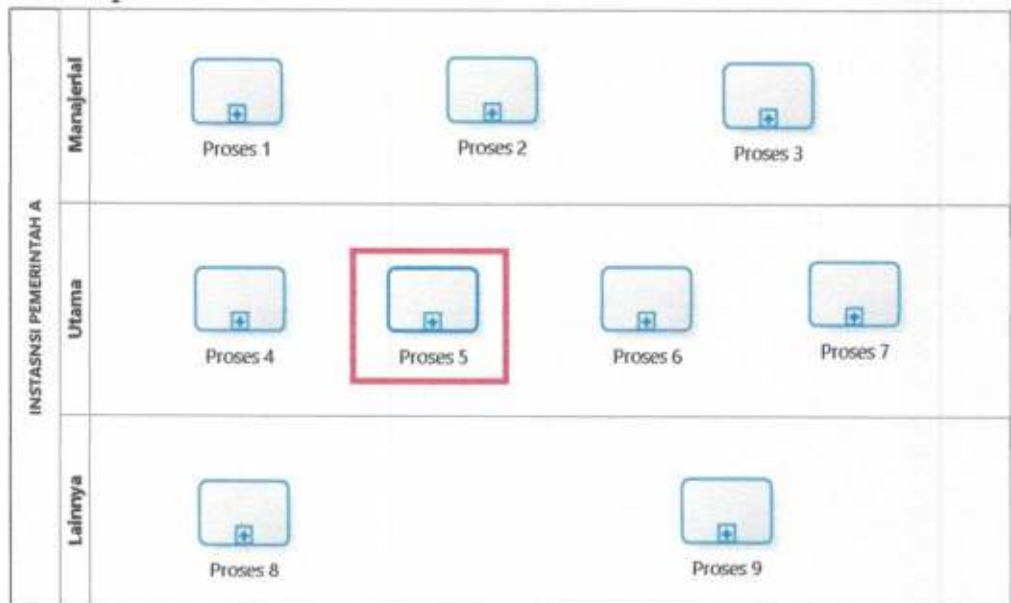 INSTASNSI PEMERINTAH A
Manajerial
Proses 1
Proses 2
Proses 3
Utama
Proses 4
Proses 5
Proses 6
Proses 7
Lainnya
Proses 8
Proses 9